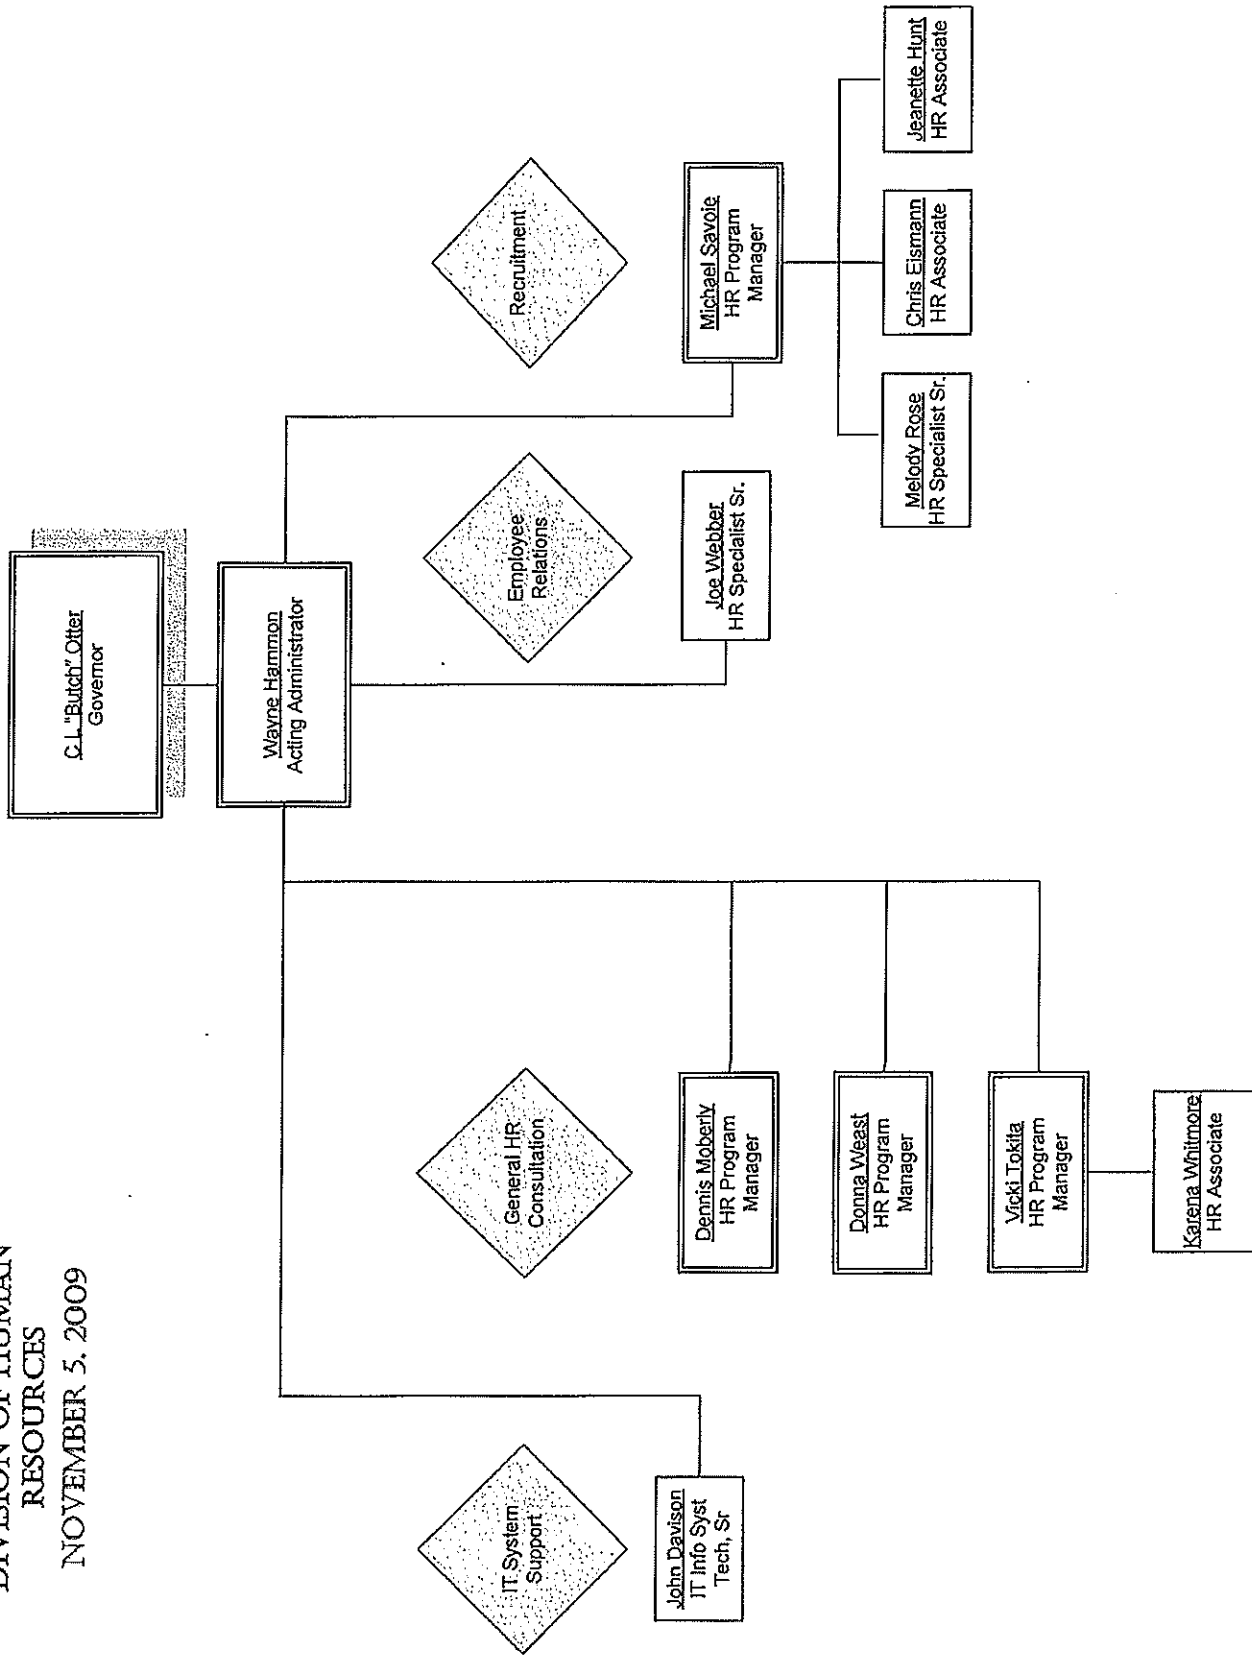 DIVISION OF HUMAN
RESOURCES
NOVEMBER 5, 2009
C.L. "Butch" Otter
Governor
Wayne Hammon
Acting Administrator
IT System
Support
General HR
Consultation
Employee
Relations
Recruitment
John Davison
IT Info Syst
Tech, Sr
Dennis Moberly
HR Program
Manager
Donna Weast
HR Program
Manager
Vicki Tokita
HR Program
Manager
Karena Whitmore
HR Associate
Joe Webber
HR Specialist Sr.
Michael Savoie
HR Program
Manager
Melody Rose
HR Specialist Sr.
Chris Eismann
HR Associate
Jeanette Hunt
HR Associate